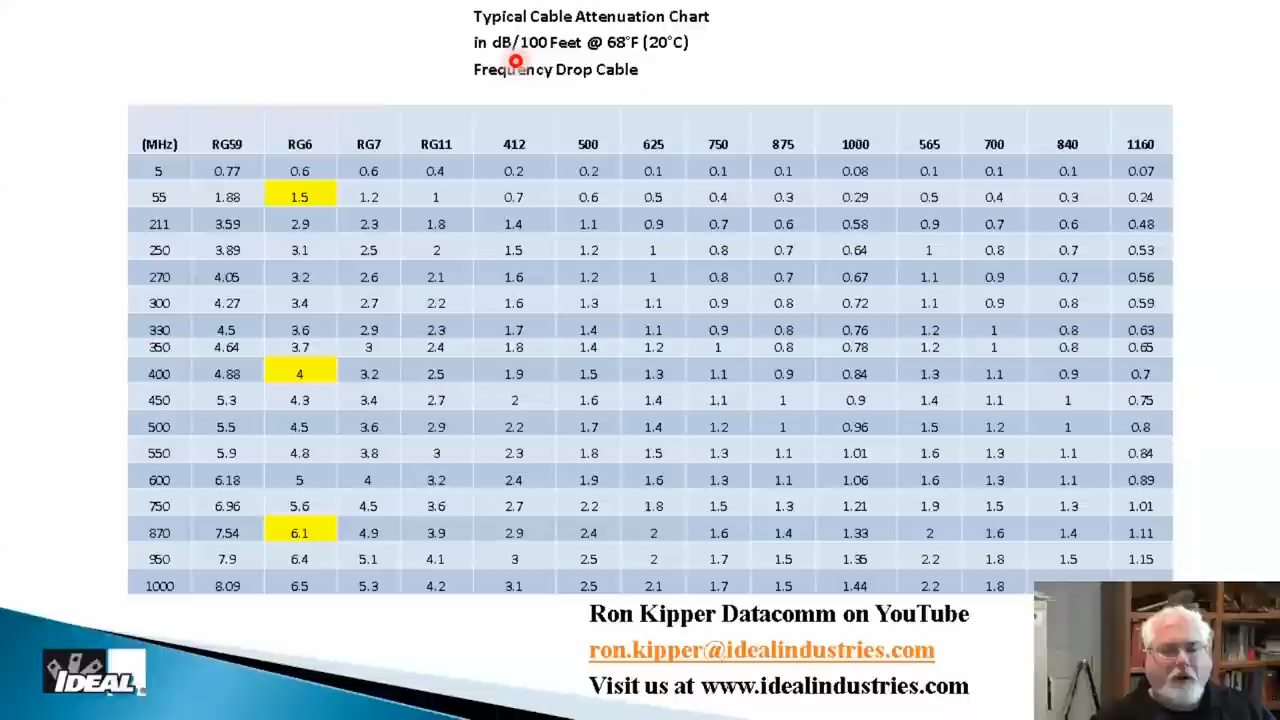 Typical Cable Attenuation Chart
in dB/100 Feet @ 68°F (20°C)
Frequency Drop Cable
(MHz) RG59 RG6 RG7 RG11 412 500 625 750 875 1000 565 700 840 1160
5 0.77 0.6 0.6 0.4 0.2 0.2 0.1 0.1 0.1 0.08 0.1 0.1 0.1 0.07
55 1.88 1.5 1.2 1 0.7 0.6 0.5 0.4 0.3 0.29 0.5 0.4 0.3 0.24
211 3.59 2.9 2.3 1.8 1.4 1.1 0.9 0.7 0.6 0.58 0.9 0.7 0.6 0.48
250 3.89 3.1 2.5 2 1.5 1.2 1 0.8 0.7 0.64 1 0.8 0.7 0.53
270 4.05 3.2 2.6 2.1 1.6 1.2 1 0.8 0.7 0.67 1.1 0.9 0.7 0.56
300 4.27 3.4 2.7 2.2 1.6 1.3 1.1 0.9 0.8 0.72 1.1 0.9 0.8 0.59
330 4.5 3.6 2.9 2.3 1.7 1.4 1.1 0.9 0.8 0.76 1.2 1 0.8 0.63
350 4.64 3.7 3 2.4 1.8 1.4 1.2 1 0.8 0.78 1.2 1 0.8 0.65
400 4.88 4 3.2 2.5 1.9 1.5 1.3 1.1 0.9 0.84 1.3 1.1 0.9 0.7
450 5.3 4.3 3.4 2.7 2 1.6 1.4 1.1 1 0.9 1.4 1.1 1 0.75
500 5.5 4.5 3.6 2.9 2.2 1.7 1.4 1.2 1 0.96 1.5 1.2 1 0.8
550 5.9 4.8 3.8 3 2.3 1.8 1.5 1.3 1.1 1.01 1.6 1.3 1.1 0.84
600 6.18 5 4 3.2 2.4 1.9 1.6 1.3 1.1 1.06 1.6 1.3 1.1 0.89
750 6.96 5.6 4.5 3.6 2.7 2.2 1.8 1.5 1.3 1.21 1.9 1.5 1.3 1.01
870 7.54 6.1 4.9 3.9 2.9 2.4 2 1.6 1.4 1.33 2 1.6 1.4 1.11
950 7.9 6.4 5.1 4.1 3 2.5 2 1.7 1.5 1.36 2.2 1.8 1.5 1.15
1000 8.09 6.5 5.3 4.2 3.1 2.5 2.1 1.7 1.5 1.44 2.2 1.8
Ron Kipper Datacomm on YouTube
ron.kipper@idealindustries.com
Visit us at www.idealindustries.com
IDEAL